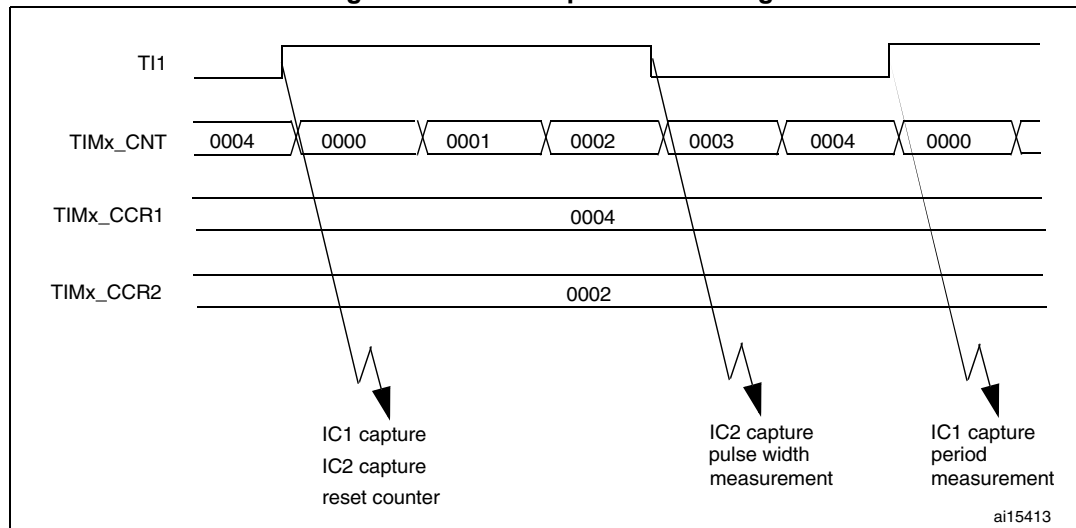 TI1
TIMx_CNT 0004 0000 0001 0002 0003 0004 0000
TIMx_CCR1 0004
TIMx_CCR2 0002
IC1 capture
IC2 capture
reset counter
IC2 capture
pulse width
measurement
IC1 capture
period
measurement
ai15413